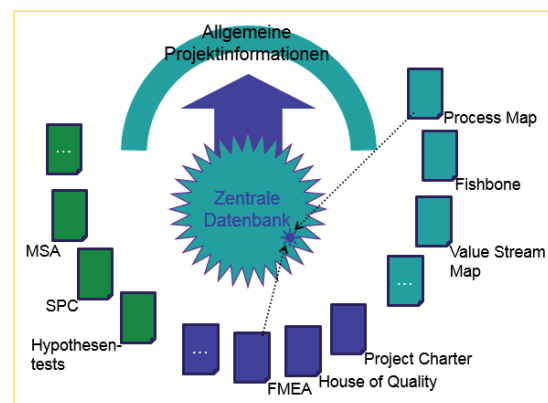 Allgemeine
Projektinformationen
Zentrale
Datenbank
Process Map
Fishbone
Value Stream
Map
...
Project Charter
House of Quality
FMEA
...
Hypothesen-
tests
SPC
MSA
...